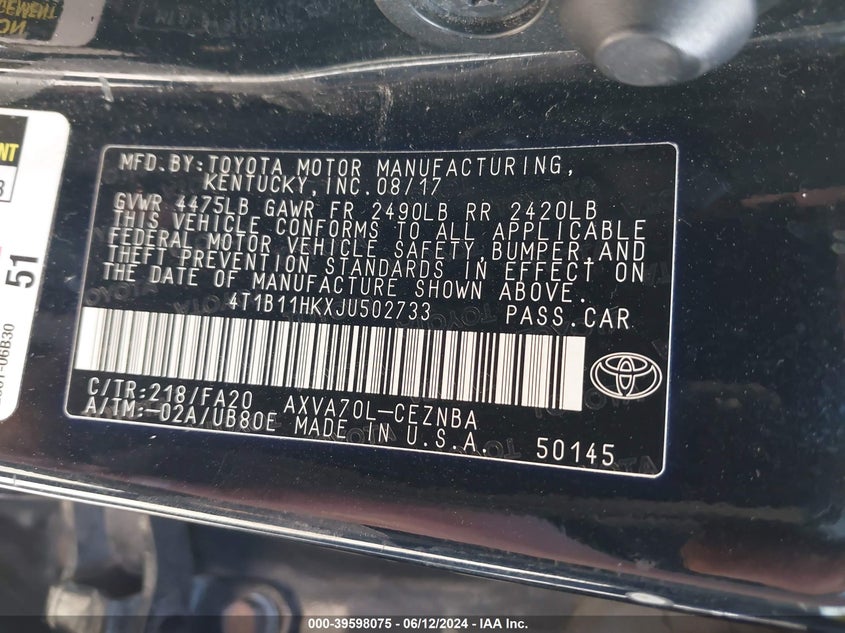 MFD.BY:TOYOTA MOTOR MANUFACTURING,
KENTUCKY,INC.08/17
GVWR 4475LB GAWR FR 2490LB RR 2420LB
THIS VEHICLE CONFORMS TO ALL APPLICABLE
FEDERAL MOTOR VEHICLE SAFETY,BUMPER,AND
THEFT PREVENTION STANDARDS IN EFFECT ON
THE DATE OF MANUFACTURE SHOWN ABOVE.
4T1B11HKXJU502733 PASS.CAR
C/TR:218/FA20 AXVA70L-CEZNBA
A/TM:-02A/UB80E MADE IN U.S.A. 50145
51
06B30
000-39598075 - 06/12/2024 - IAA Inc.